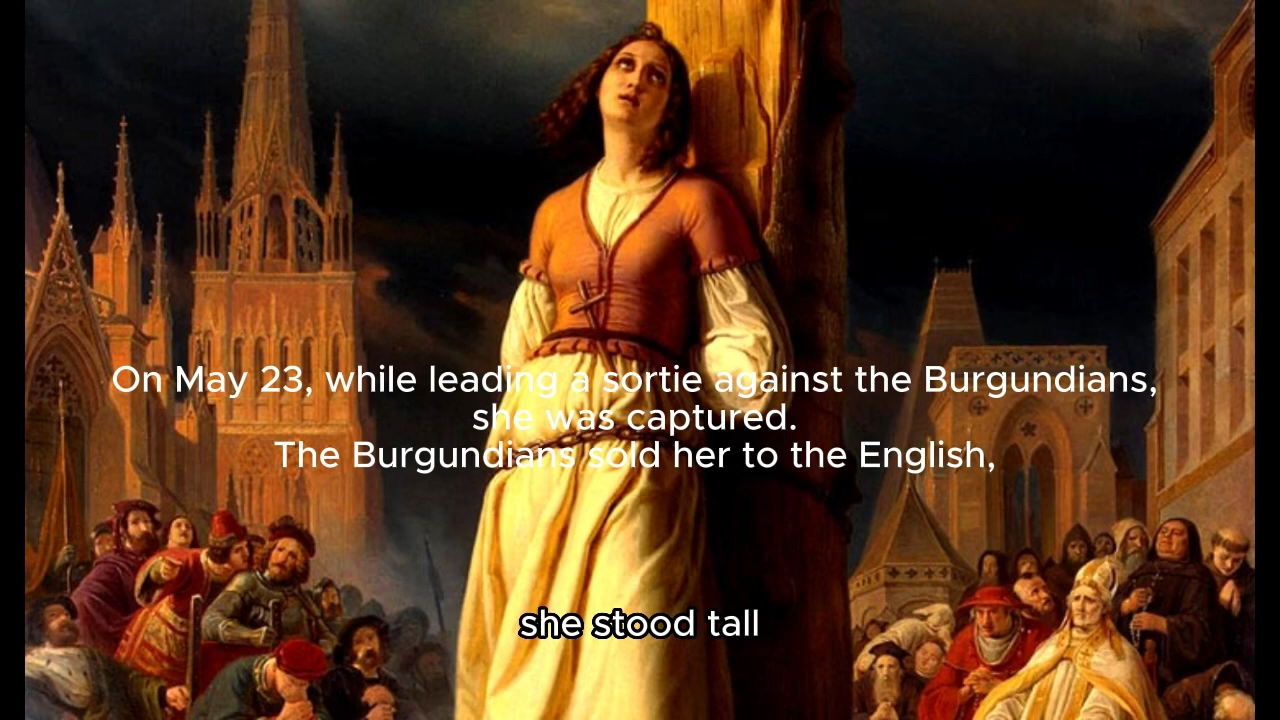 On May 23, while leading a sortie against the Burgundians,
she was captured.
The Burgundians sold her to the English,
she stood tall